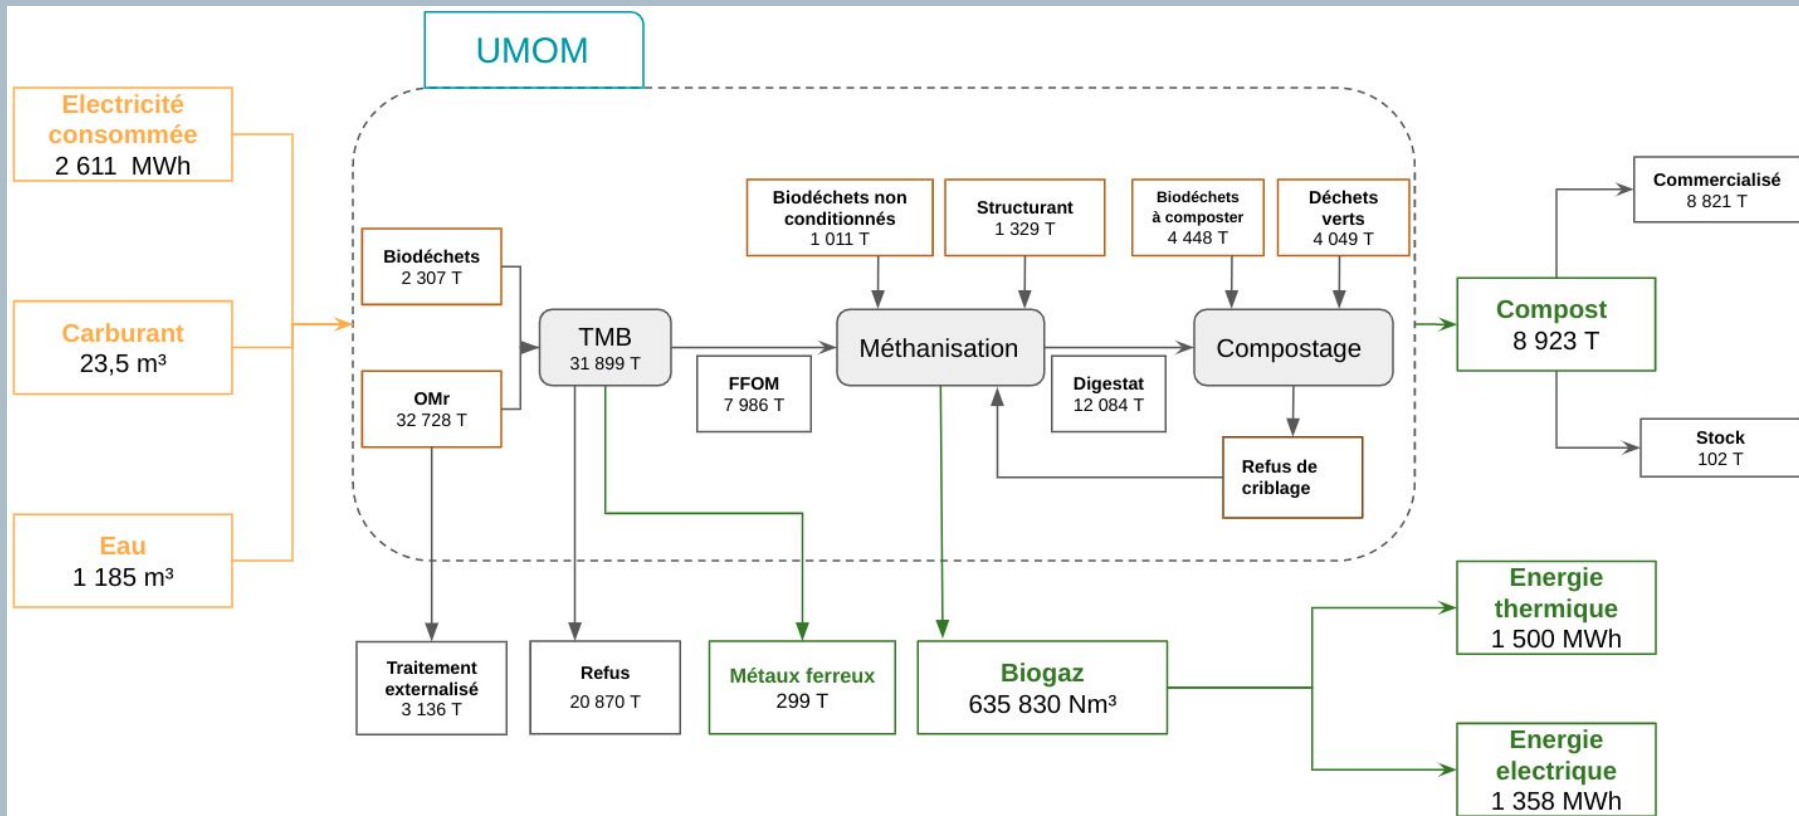 UMOM
Electricité
consommée
2 611 MWh
Carburant
23,5 m³
Eau
1 185 m³
Biodéchets
2 307 T
OMr
32 728 T
TMB
31 899 T
FFOM
7 986 T
Biodéchets non
conditionnés
1 011 T
Structurant
1 329 T
Méthanisation
Digestat
12 084 T
Biodéchets
à composter
4 448 T
Déchets
verts
4 049 T
Compostage
Refus de
criblage
Traitement
externalisé
3 136 T
Refus
20 870 T
Métaux ferreux
299 T
Biogaz
635 830 Nm³
Commercialisé
8 821 T
Compost
8 923 T
Stock
102 T
Energie
thermique
1 500 MWh
Energie
electrique
1 358 MWh